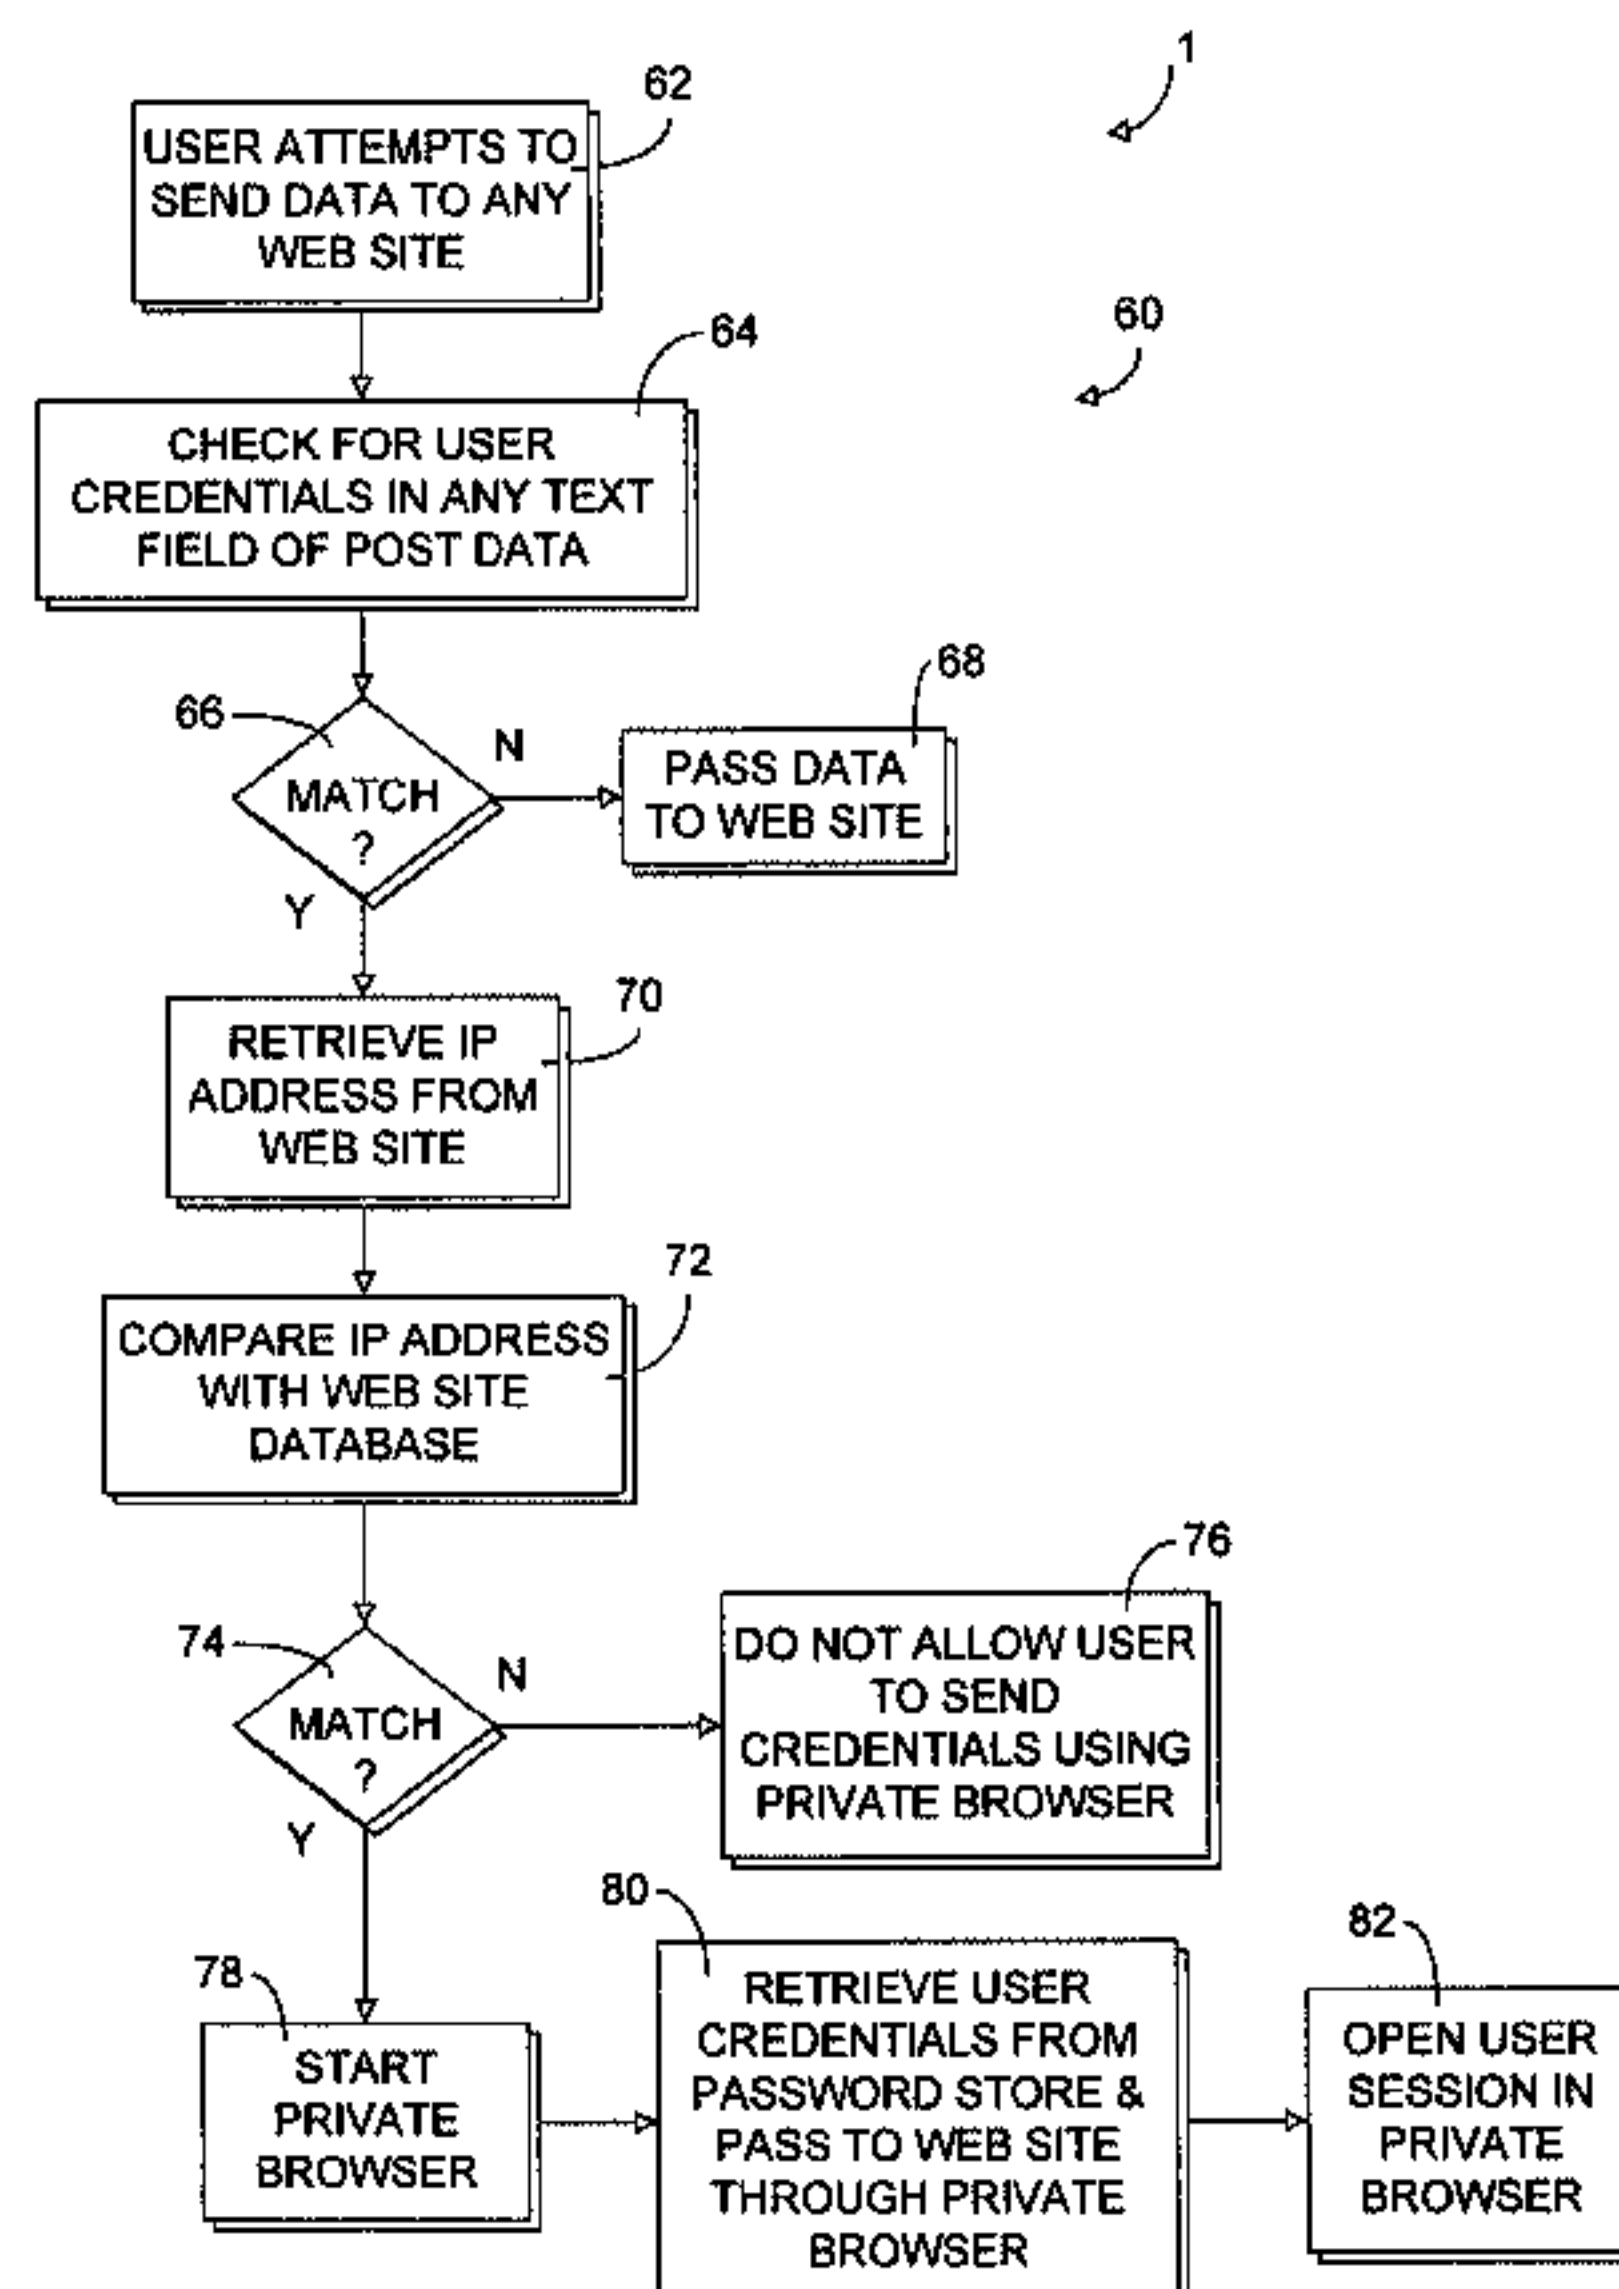 1
62
USER ATTEMPTS TO
SEND DATA TO ANY
WEB SITE
60
64
CHECK FOR USER
CREDENTIALS IN ANY TEXT
FIELD OF POST DATA
66
MATCH
?
N
Y
68
PASS DATA
TO WEB SITE
70
RETRIEVE IP
ADDRESS FROM
WEB SITE
72
COMPARE IP ADDRESS
WITH WEB SITE
DATABASE
74
MATCH
?
N
Y
76
DO NOT ALLOW USER
TO SEND
CREDENTIALS USING
PRIVATE BROWSER
78
START
PRIVATE
BROWSER
80
RETRIEVE USER
CREDENTIALS FROM
PASSWORD STORE &
PASS TO WEB SITE
THROUGH PRIVATE
BROWSER
82
OPEN USER
SESSION IN
PRIVATE
BROWSER